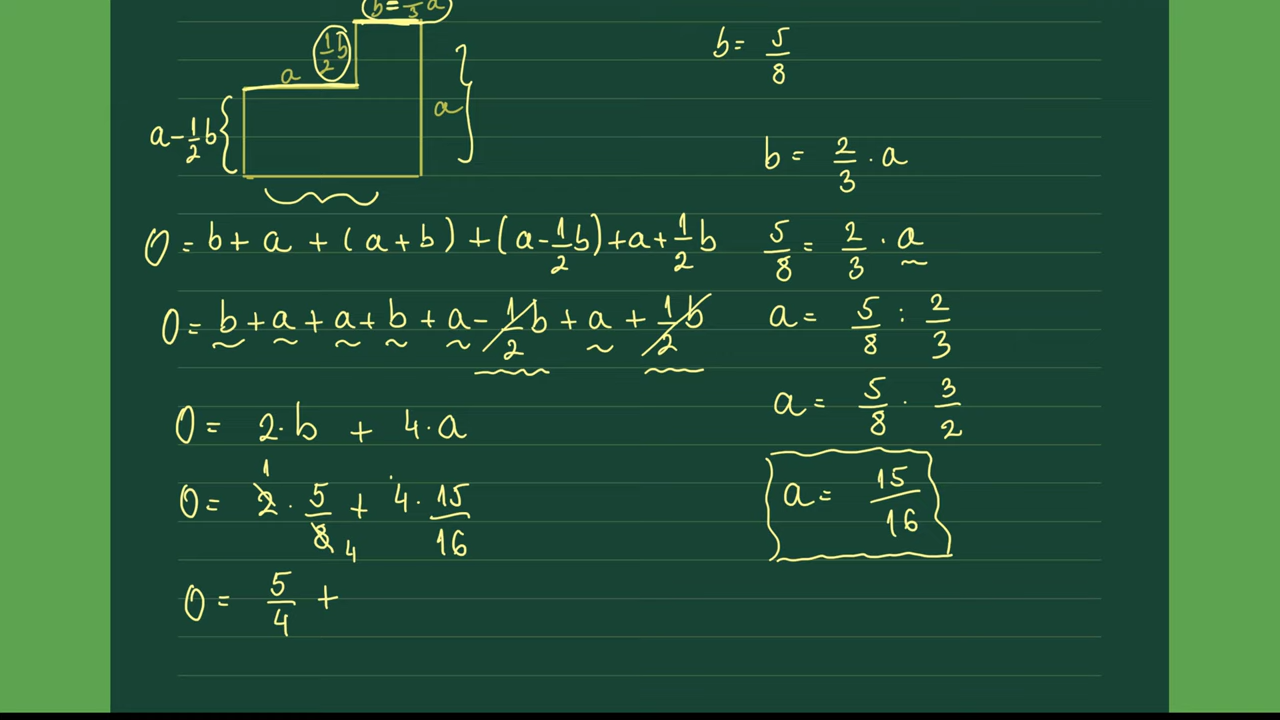 b = 2/3 a
1/2 b
a
a
a - 1/2 b
O = b + a + (a + b) + (a - 1/2 b) + a + 1/2 b
O = b + a + a + b + a - 1/2 b + a + 1/2 b
O = 2 · b + 4 · a
1
O = 2 · 5/8 + 4 · 15/16
4
O = 5/4 +
b = 5/8
b = 2/3 · a
5/8 = 2/3 · a
a = 5/8 : 2/3
a = 5/8 · 3/2
a = 15/16